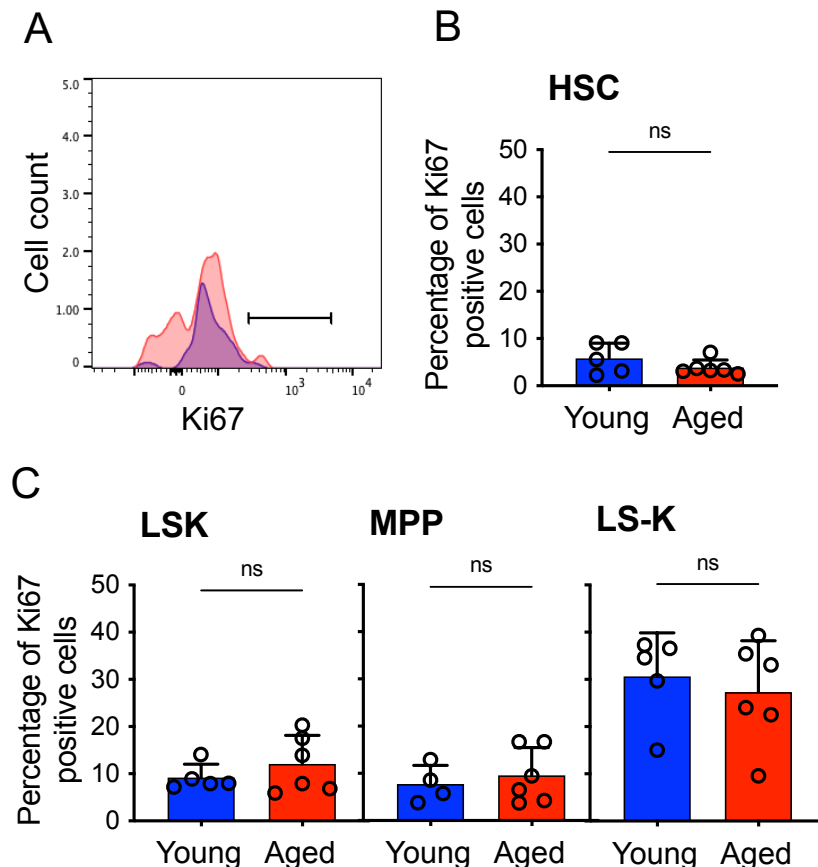 A
5.0
4.0
3.0
2.0
1.00
0
Cell count
0 10³ 10⁴
Ki67
B
HSC
ns
50
40
30
20
10
0
Percentage of Ki67
positive cells
Young Aged
C
LSK MPP LS-K
ns ns ns
50
40
30
20
10
0
Percentage of Ki67
positive cells
Young Aged Young Aged Young Aged